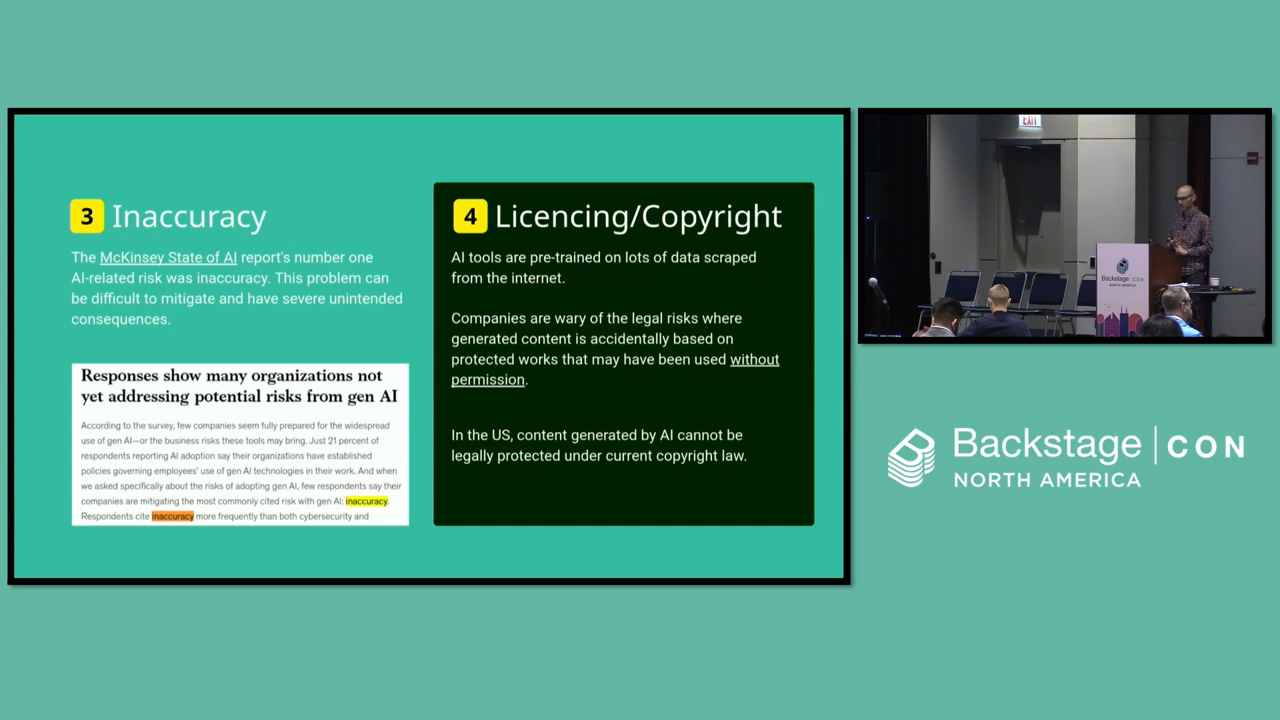 3 Inaccuracy
The McKinsey State of AI report's number one
AI-related risk was inaccuracy. This problem can
be difficult to mitigate and have severe unintended
consequences.
Responses show many organizations not
yet addressing potential risks from gen AI
According to the survey, few companies seem fully prepared for the widespread
use of gen AI—or the business risks these tools may bring. Just 21 percent of
respondents reporting AI adoption say their organizations have established
policies governing employees' use of gen AI technologies in their work. And when
we asked specifically about the risks of adopting gen AI, few respondents say their
companies are mitigating the most commonly cited risk with gen AI: inaccuracy.
Respondents cite inaccuracy more frequently than both cybersecurity and
4 Licencing/Copyright
AI tools are pre-trained on lots of data scraped
from the internet.
Companies are wary of the legal risks where
generated content is accidentally based on
protected works that may have been used without
permission.
In the US, content generated by AI cannot be
legally protected under current copyright law.
EXIT
Backstage CON
NORTH AMERICA
Backstage CON
NORTH AMERICA